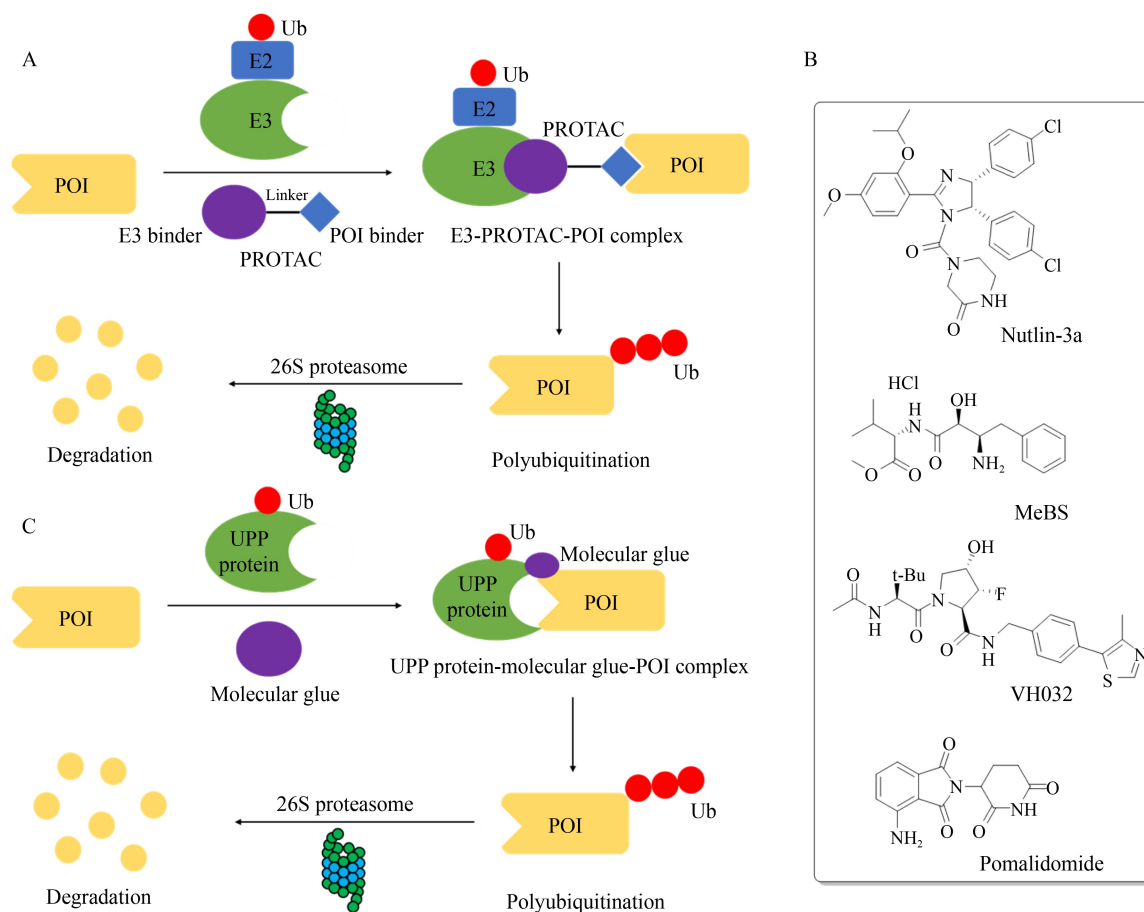 A
Ub
E2
E3
POI
Linker
E3 binder
POI binder
PROTAC
Ub
E2
PROTAC
E3
POI
E3-PROTAC-POI complex
26S proteasome
POI
Ub
Degradation
Polyubiquitination
B
Cl
O
N
O
N
O
N
Cl
NH
O
Nutlin-3a
HCl
H
N
OH
O
O
O
NH₂
MeBS
OH
O
t-Bu
N
F
N
H
O
O
N
H
N
S
VH032
O
O
N
O
NH
NH₂
O
O
Pomalidomide
C
Ub
UPP
protein
POI
Molecular glue
Ub
Molecular glue
UPP
protein
POI
UPP protein-molecular glue-POI complex
26S proteasome
POI
Ub
Degradation
Polyubiquitination